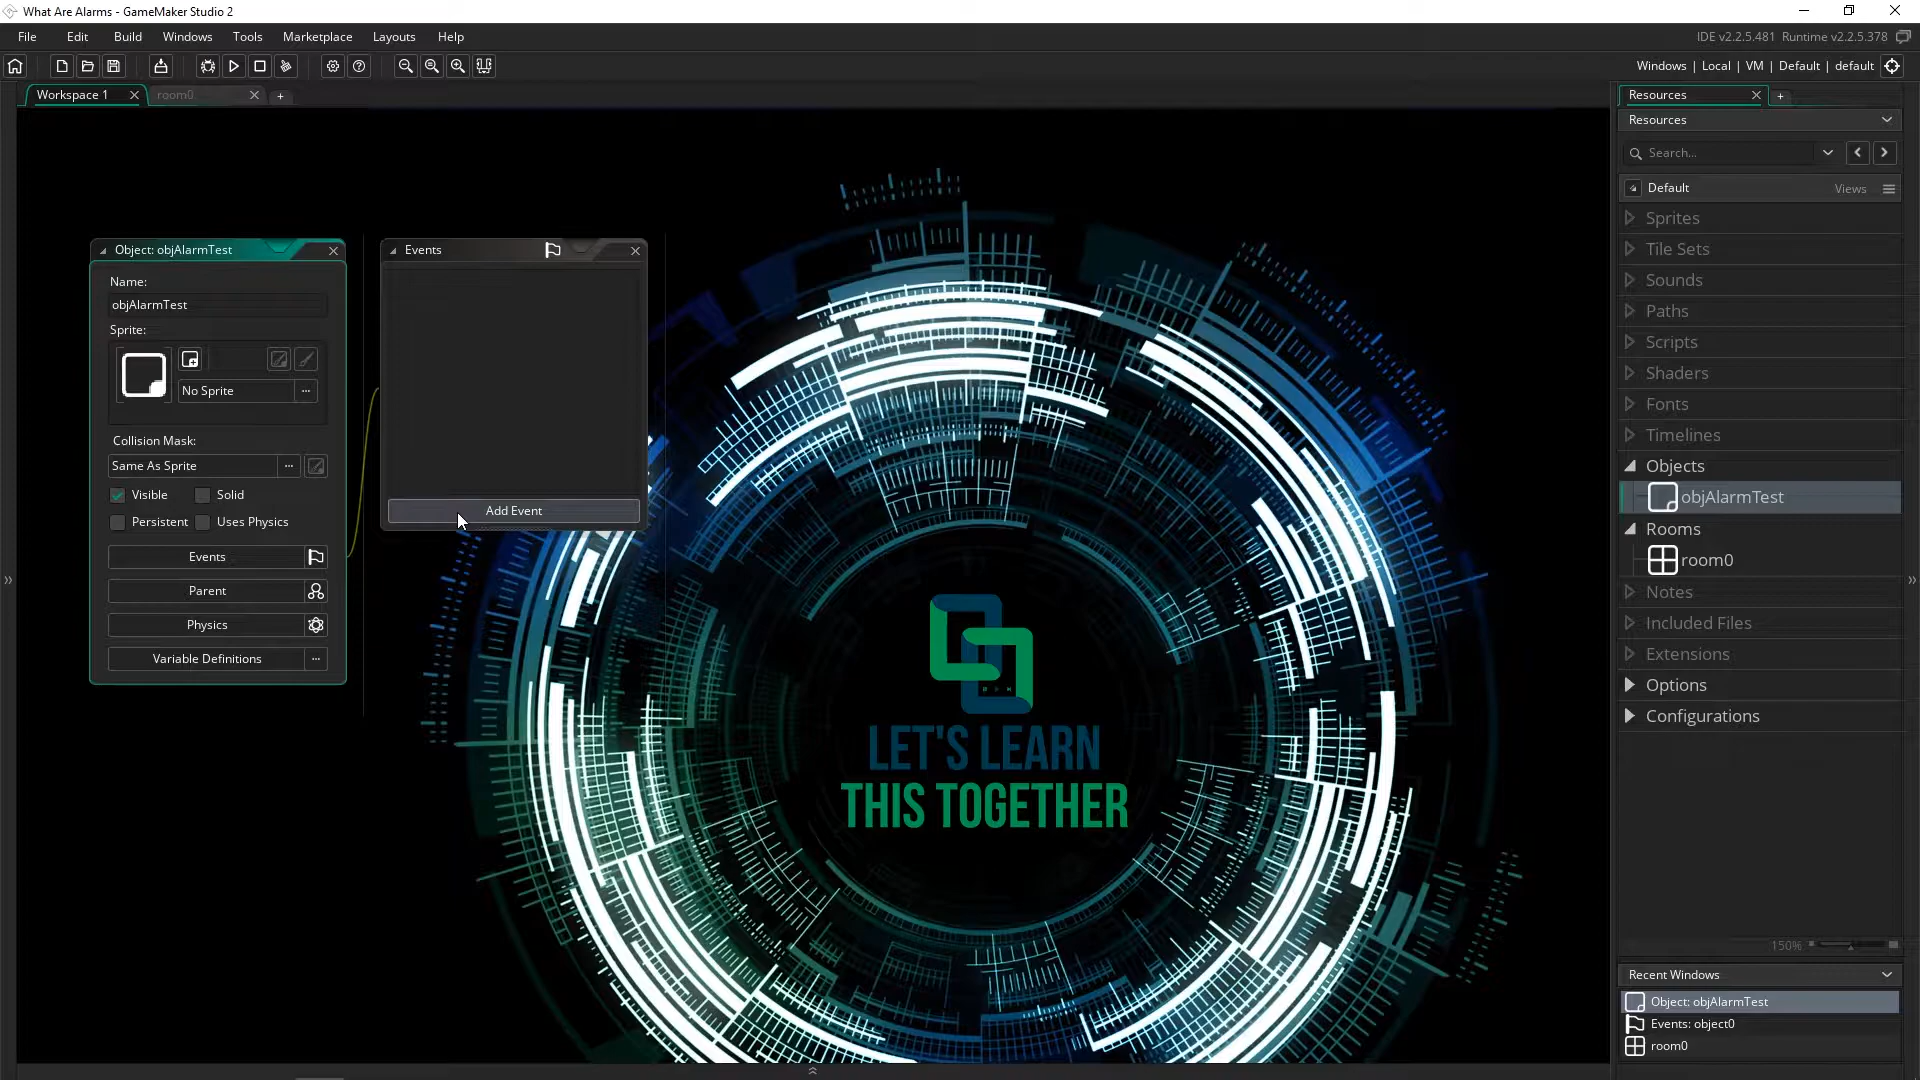 What Are Alarms - GameMaker Studio 2
File Edit Build Windows Tools Marketplace Layouts Help
IDE v2.2.5.481 Runtime v2.2.5.378
Windows | Local | VM | Default | default
Workspace 1
room0
Resources
Resources
Search...
Default
Views
Sprites
Tile Sets
Sounds
Paths
Scripts
Shaders
Fonts
Timelines
Objects
objAlarmTest
Rooms
room0
Notes
Included Files
Extensions
Options
Configurations
150%
Recent Windows
Object: objAlarmTest
Events: object0
room0
Object: objAlarmTest
Name:
objAlarmTest
Sprite:
No Sprite
Collision Mask:
Same As Sprite
Visible
Solid
Persistent
Uses Physics
Events
Parent
Physics
Variable Definitions
Events
Add Event
LET'S LEARN
THIS TOGETHER